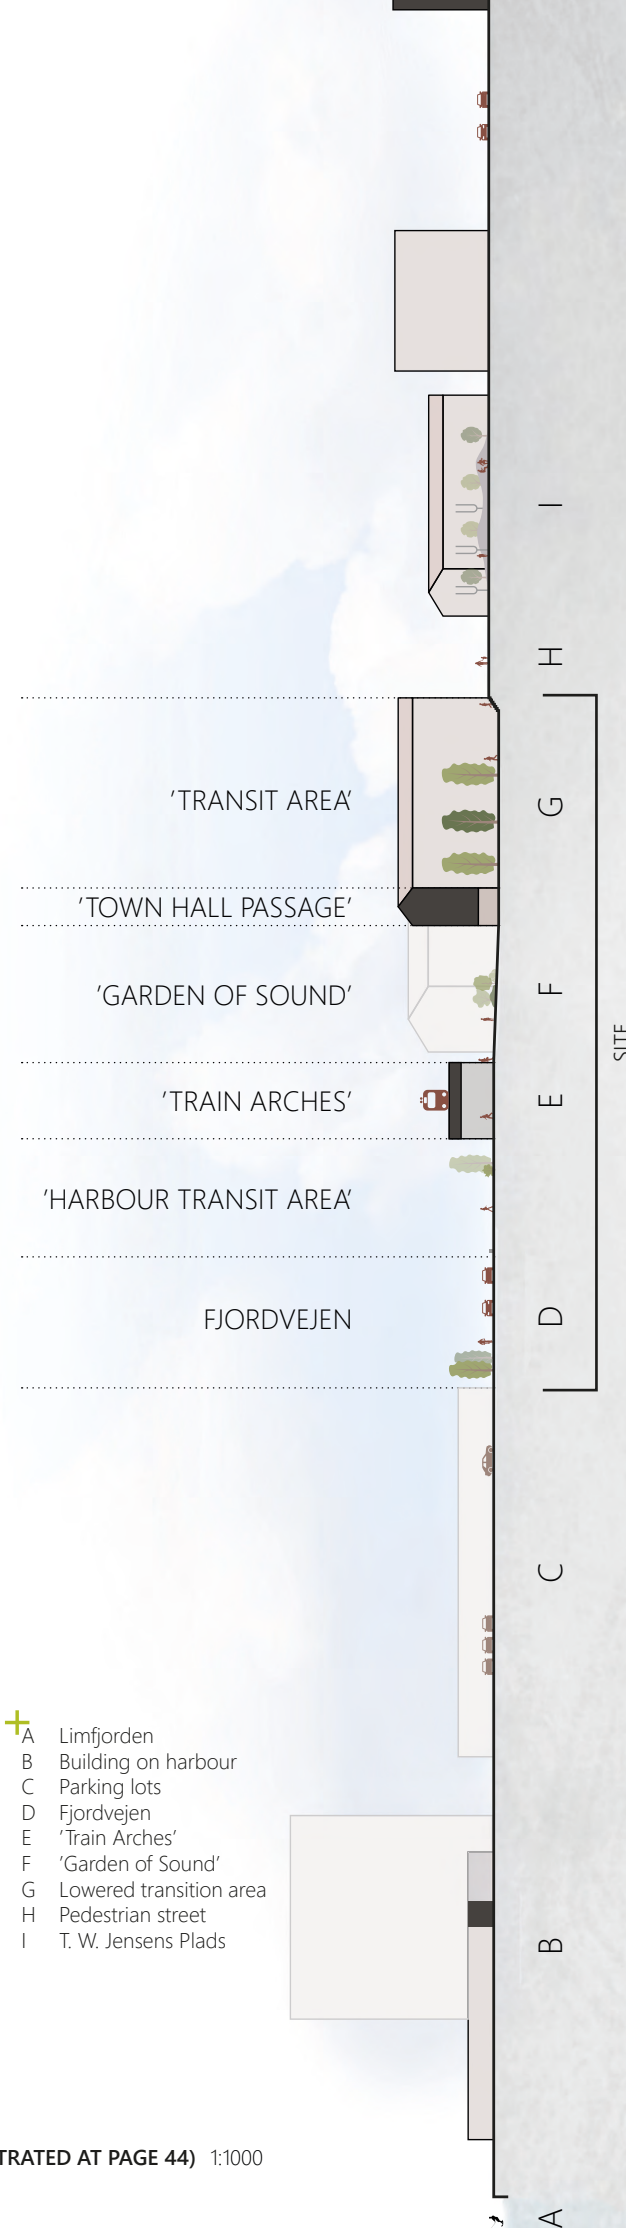 I
H
'TRANSIT AREA'
G
'TOWN HALL PASSAGE'
'GARDEN OF SOUND'
F
SITE
'TRAIN ARCHES'
E
'HARBOUR TRANSIT AREA'
FJORDVEJEN
D
C
A Limfjorden
B Building on harbour
C Parking lots
D Fjordvejen
E 'Train Arches'
F 'Garden of Sound'
G Lowered transition area
H Pedestrian street
I T. W. Jensens Plads
B
TRATED AT PAGE 44) 1:1000
A